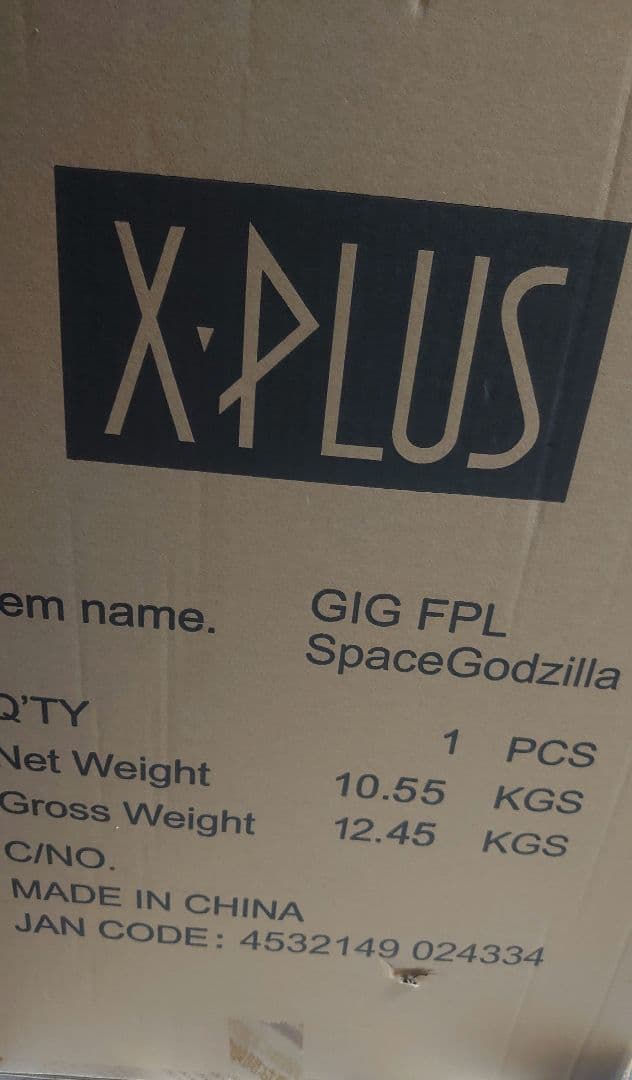 X·PLUS
em name. GIG FPL
SpaceGodzilla
Q'TY 1 PCS
Net Weight 10.55 KGS
Gross Weight 12.45 KGS
C/NO.
MADE IN CHINA
JAN CODE: 4532149 024334